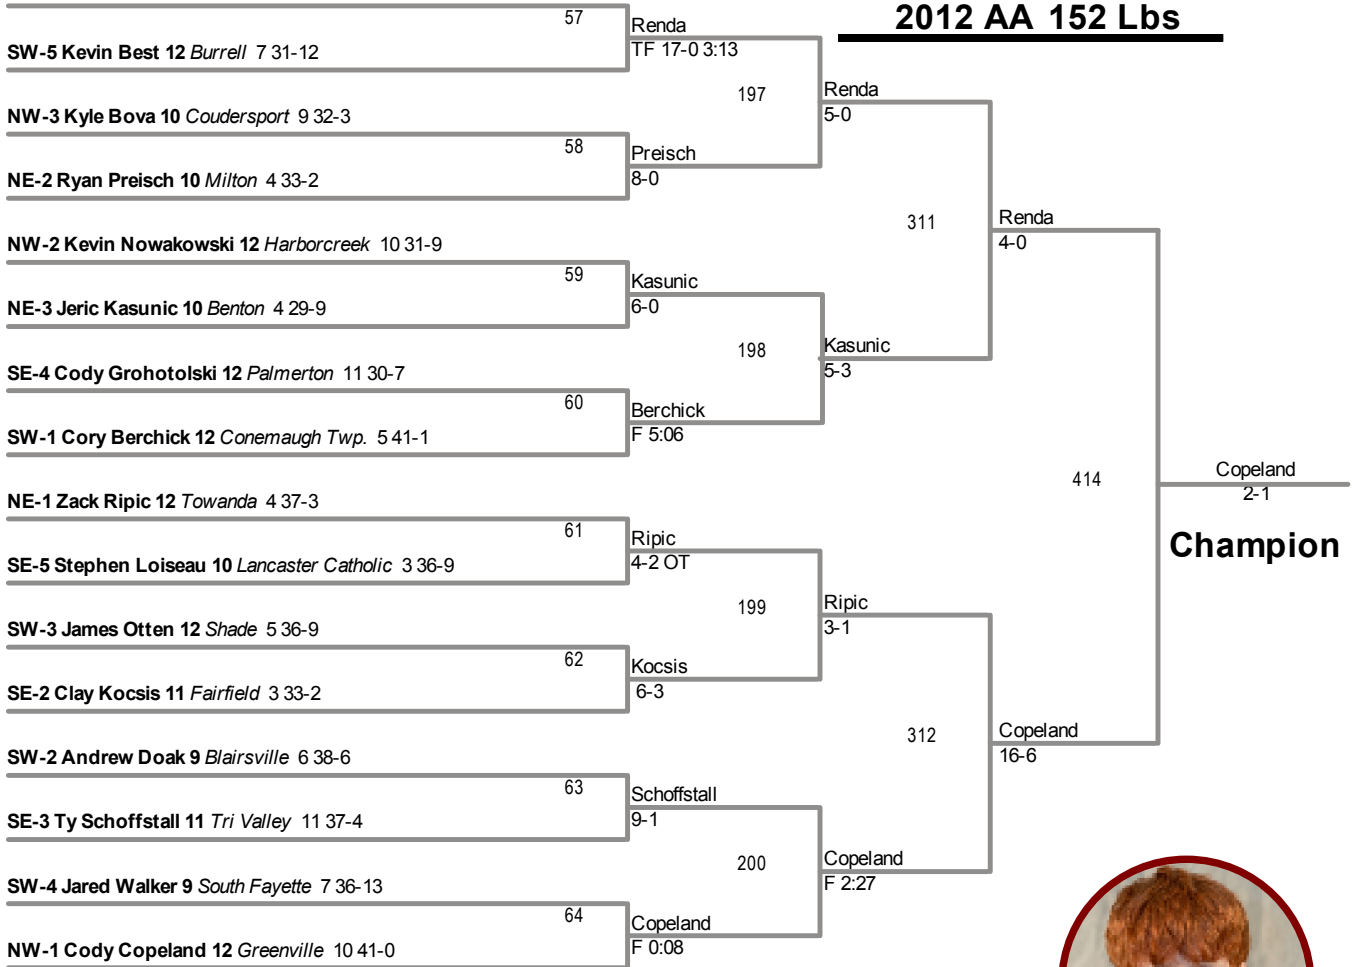 2012 AA 152 Lbs
57
Renda
SW-5 Kevin Best 12 Burrell 7 31-12
TF 17-0 3:13
197
Renda
NW-3 Kyle Bova 10 Coudersport 9 32-3
5-0
58
Preisch
NE-2 Ryan Preisch 10 Milton 4 33-2
8-0
311
Renda
NW-2 Kevin Nowakowski 12 Harborcreek 10 31-9
4-0
59
Kasunic
NE-3 Jeric Kasunic 10 Benton 4 29-9
6-0
198
Kasunic
SE-4 Cody Grohotolski 12 Palmerton 11 30-7
5-3
60
Berchick
SW-1 Cory Berchick 12 Conemaugh Twp. 5 41-1
F 5:06
414
Copeland
2-1
Champion
NE-1 Zack Ripic 12 Towanda 4 37-3
61
Ripic
SE-5 Stephen Loiseau 10 Lancaster Catholic 3 36-9
4-2 OT
199
Ripic
SW-3 James Otten 12 Shade 5 36-9
3-1
62
Kocsis
SE-2 Clay Kocsis 11 Fairfield 3 33-2
6-3
312
Copeland
SW-2 Andrew Doak 9 Blairsville 6 38-6
16-6
63
Schoffstall
SE-3 Ty Schoffstall 11 Tri Valley 11 37-4
9-1
200
Copeland
SW-4 Jared Walker 9 South Fayette 7 36-13
F 2:27
64
Copeland
NW-1 Cody Copeland 12 Greenville 10 41-0
F 0:08